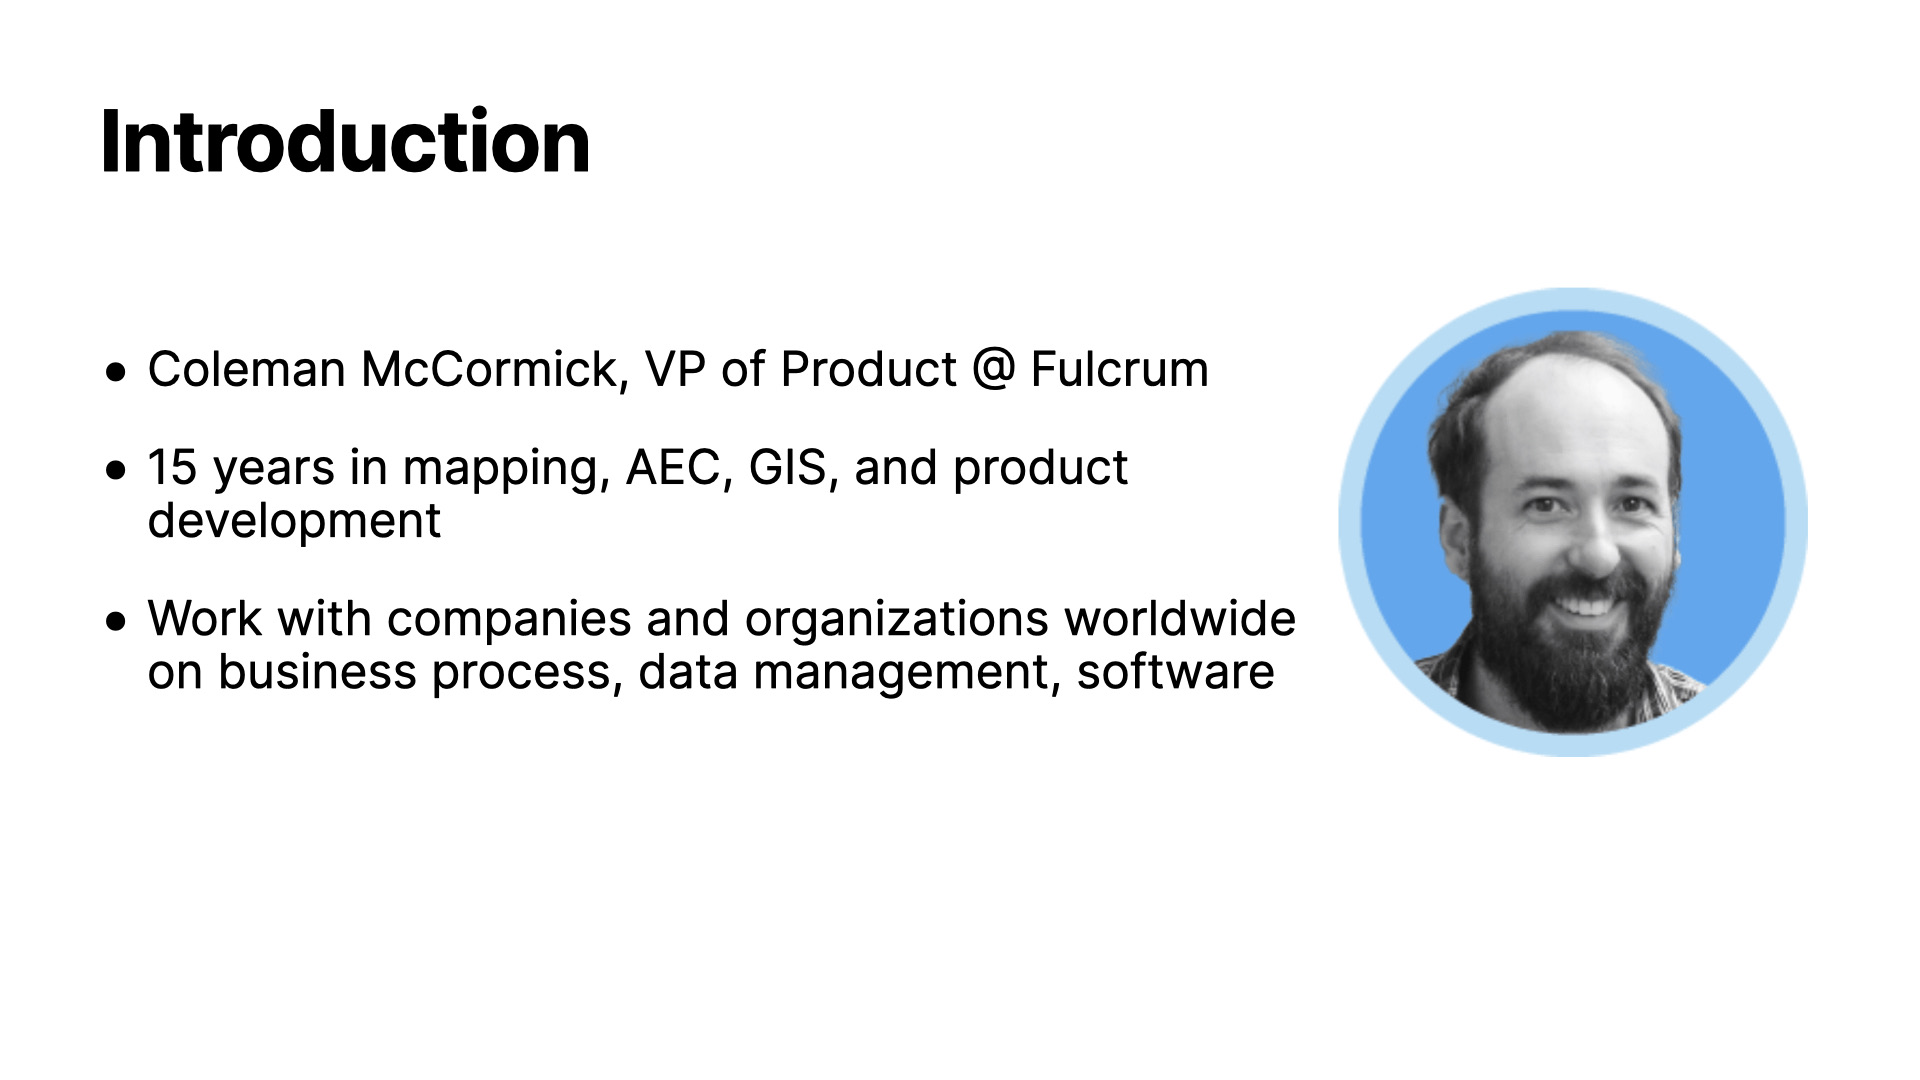 Introduction
• Coleman McCormick, VP of Product @ Fulcrum
• 15 years in mapping, AEC, GIS, and product
development
• Work with companies and organizations worldwide
on business process, data management, software